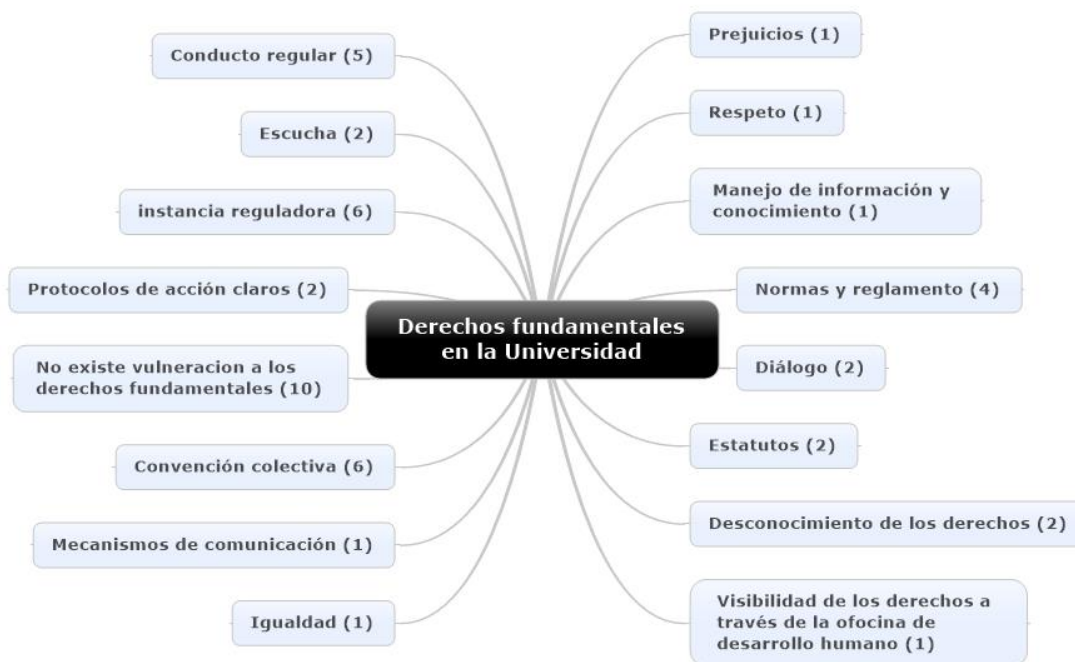 Derechos fundamentales
en la Universidad
Conducto regular (5)
Escucha (2)
instancia reguladora (6)
Protocolos de acción claros (2)
No existe vulneracion a los
derechos fundamentales (10)
Convención colectiva (6)
Mecanismos de comunicación (1)
Igualdad (1)
Prejuicios (1)
Respeto (1)
Manejo de información y
conocimiento (1)
Normas y reglamento (4)
Diálogo (2)
Estatutos (2)
Desconocimiento de los derechos (2)
Visibilidad de los derechos a
través de la ofocina de
desarrollo humano (1)